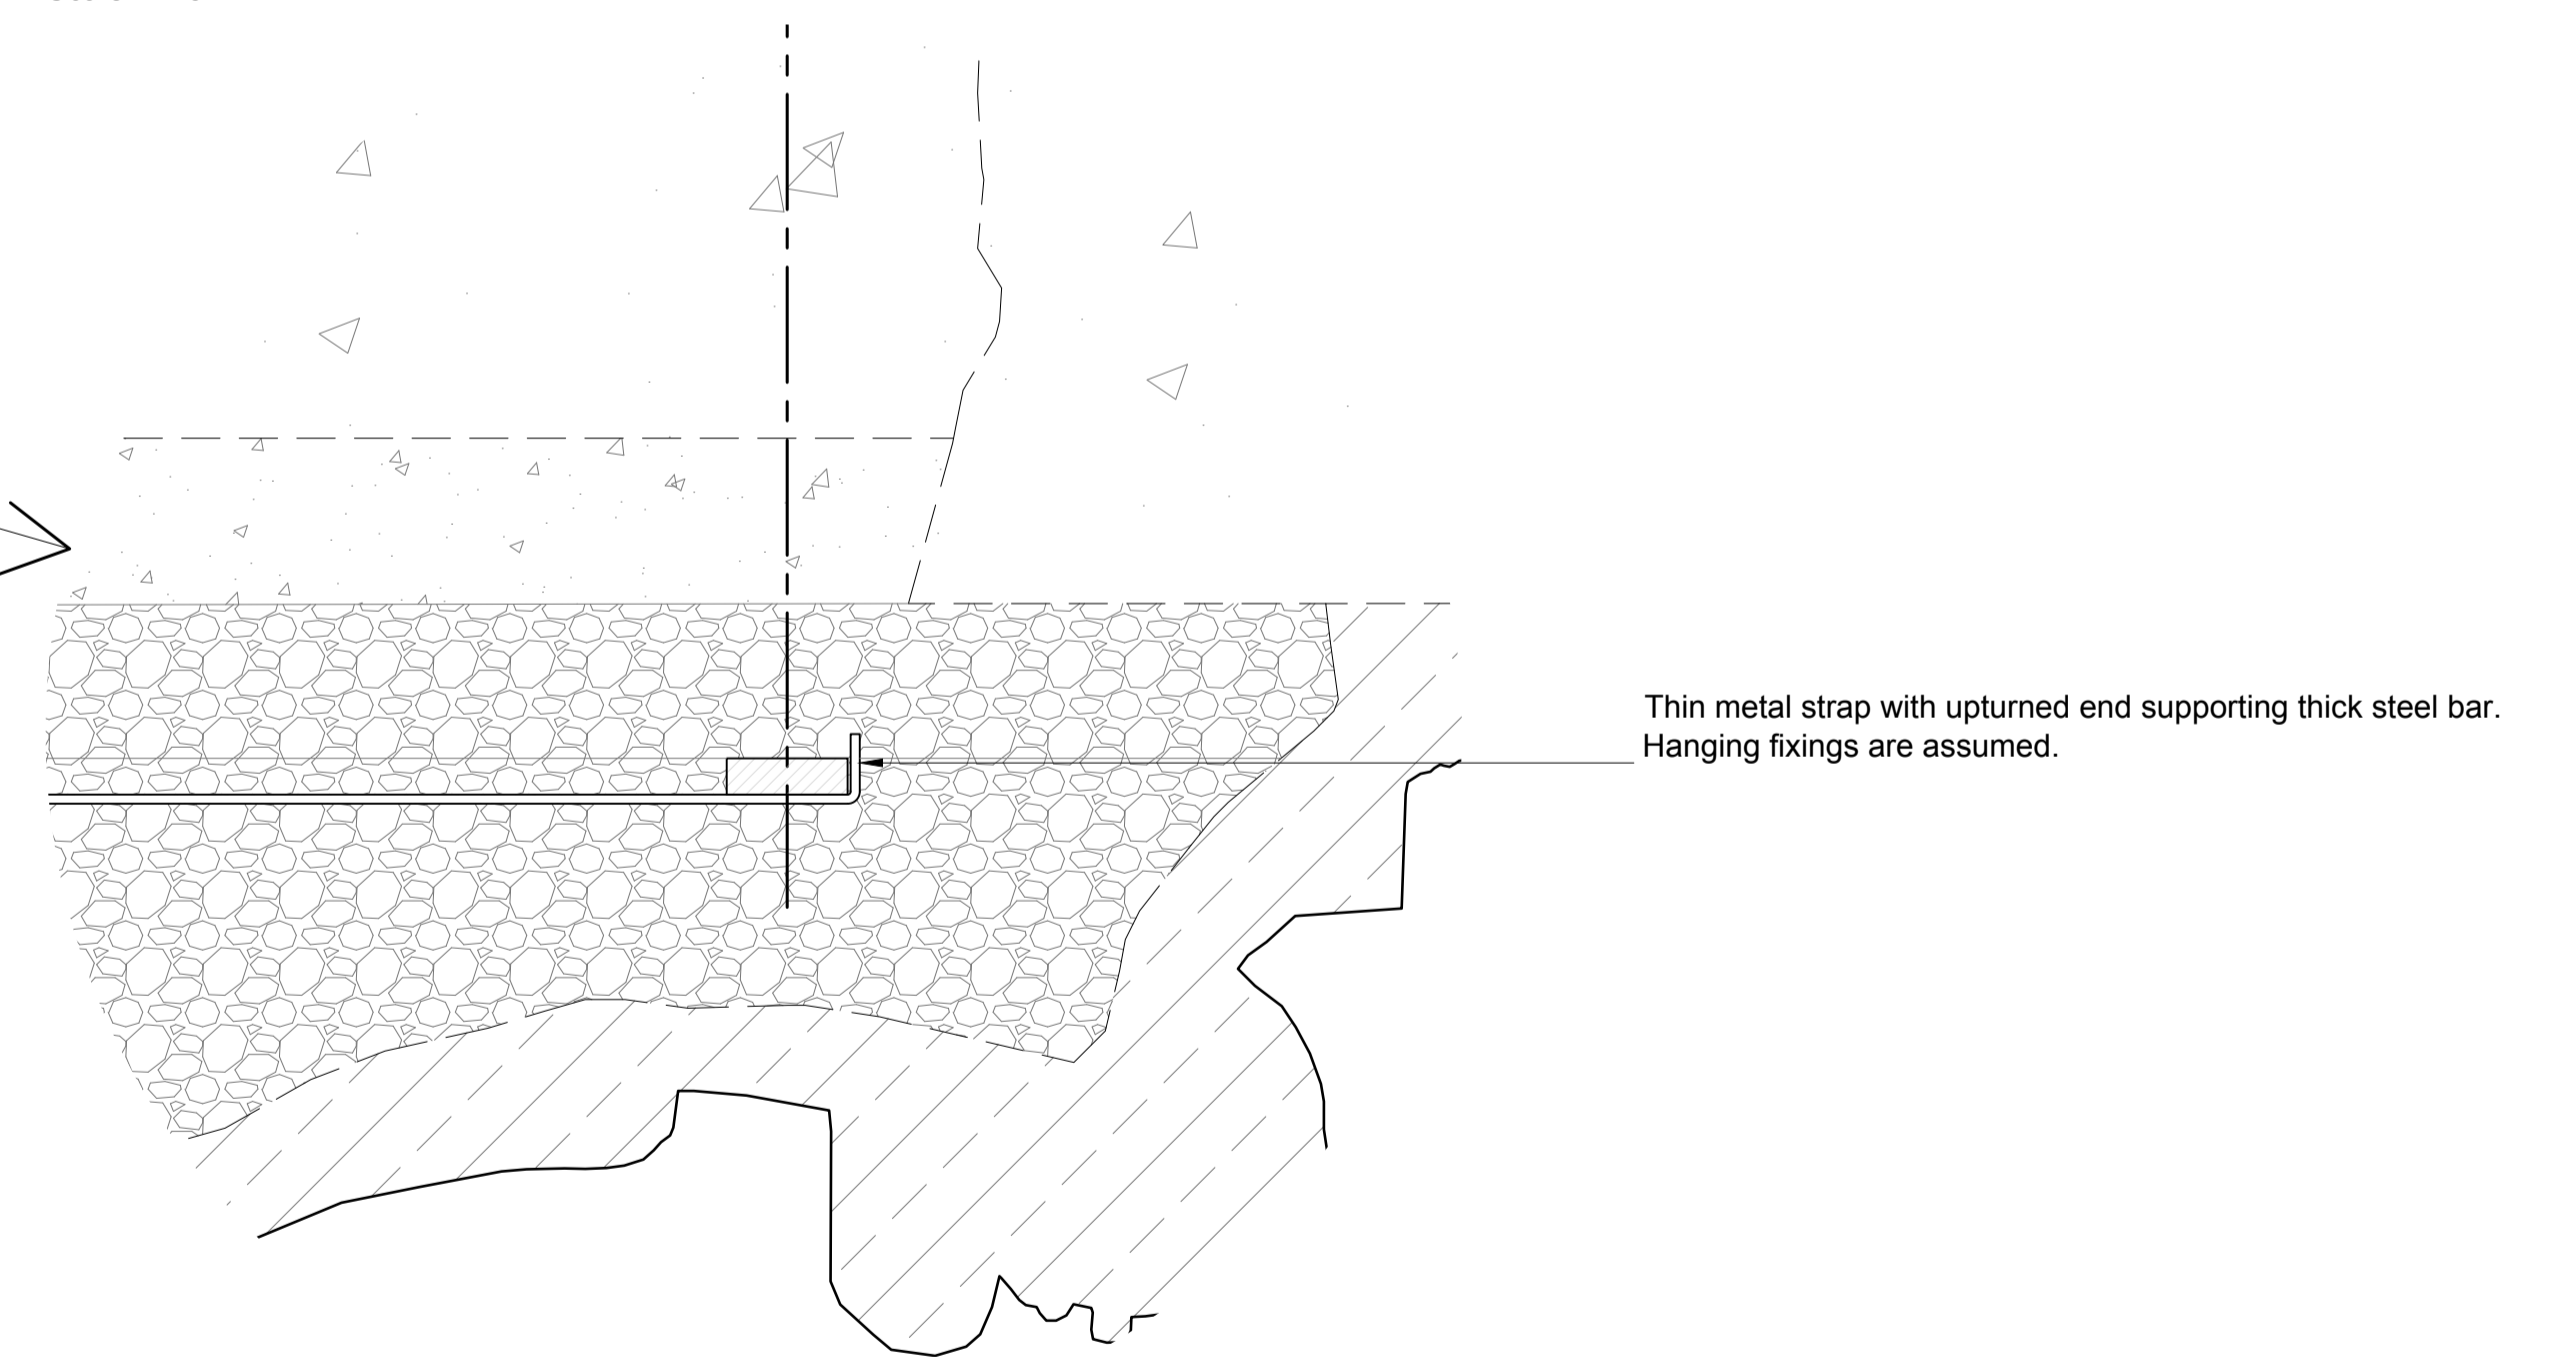 Thin metal strap with upturned end supporting thick steel bar.
Hanging fixings are assumed.